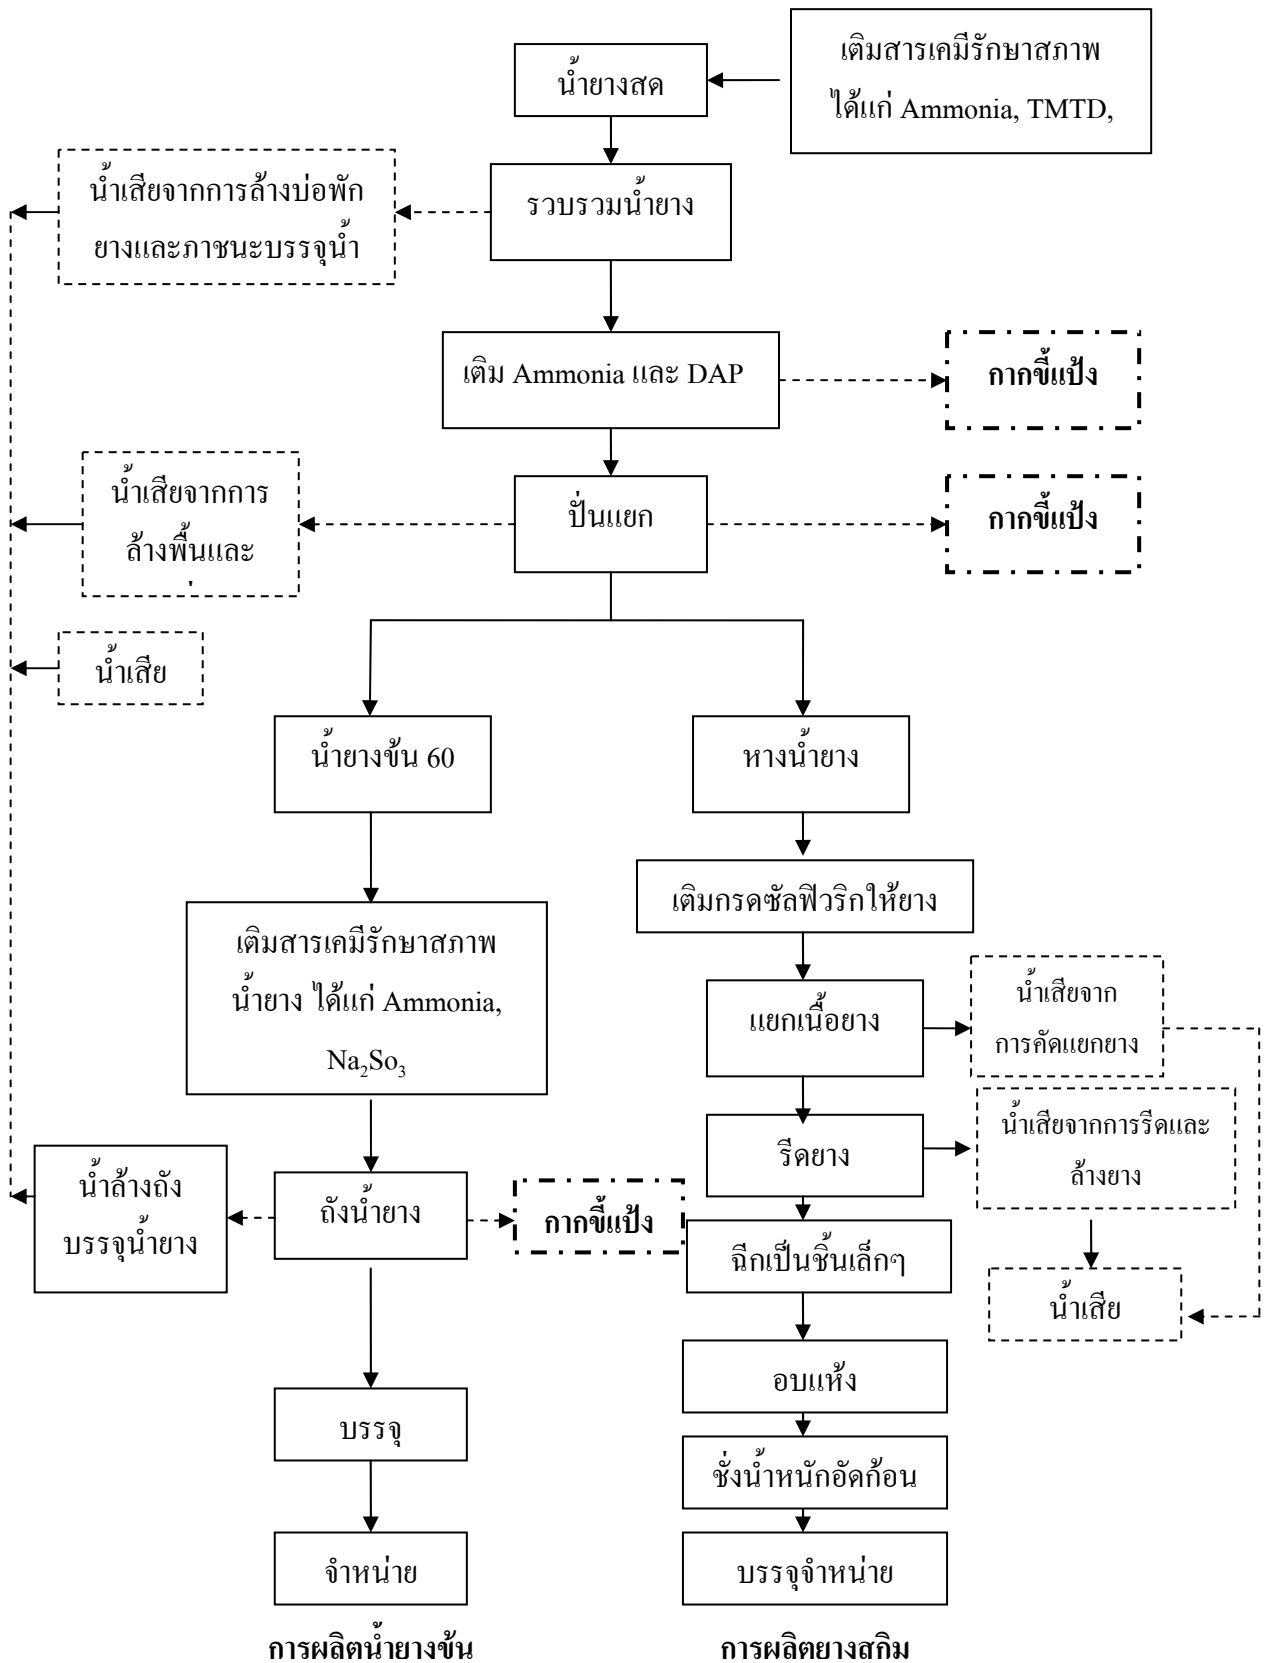 น้ำยางสด
เติมสารเคมีรักษาสภาพ
ได้แก่ Ammonia, TMTD,
น้ำเสียจากการล้างบ่อพัก
ยางและภาชนะบรรจุน้ำ
รวบรวมน้ำยาง
เติม Ammonia และ DAP
กากขี้แป้ง
น้ำเสียจากการ
ล้างพื้นและ
ปั่นแยก
กากขี้แป้ง
น้ำเสีย
น้ำยางข้น 60
หางน้ำยาง
เติมกรดซัลฟิวริกให้ยาง
เติมสารเคมีรักษาสภาพ
น้ำยาง ได้แก่ Ammonia,
Na₂So₃
แยกเนื้อยาง
น้ำเสียจาก
การคัดแยกยาง
รีดยาง
น้ำเสียจากการรีดและ
ล้างยาง
น้ำล้างถัง
บรรจุน้ำยาง
ถังน้ำยาง
กากขี้แป้ง
ฉีกเป็นชิ้นเล็กๆ
น้ำเสีย
อบแห้ง
บรรจุ
ชั่งน้ำหนักอัดก้อน
จำหน่าย
บรรจุจำหน่าย
การผลิตน้ำยางข้น
การผลิตยางสกิม